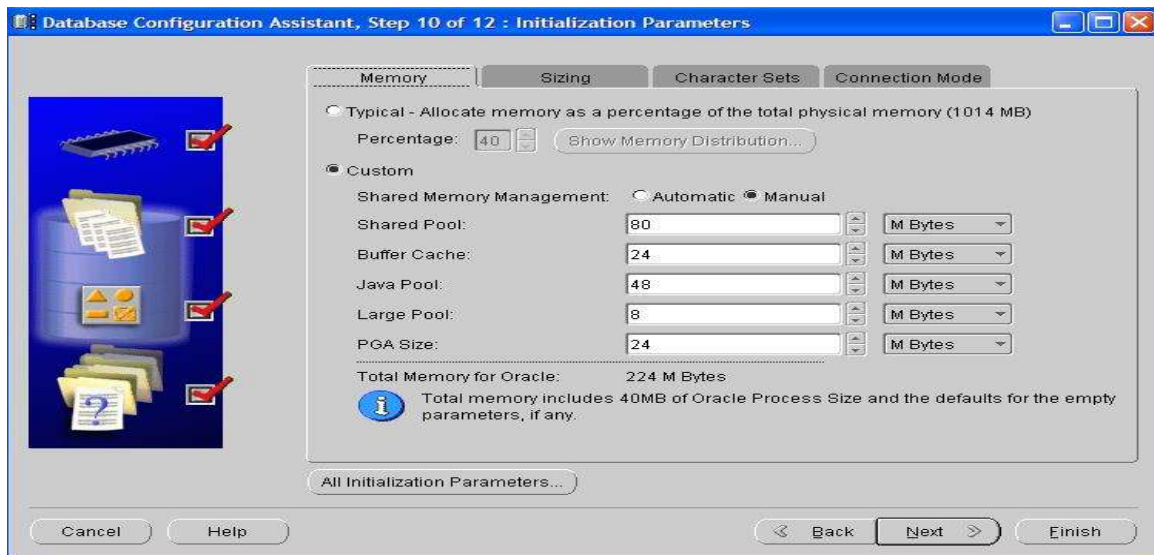 Database Configuration Assistant, Step 10 of 12 : Initialization Parameters
Memory Sizing Character Sets Connection Mode
Typical - Allocate memory as a percentage of the total physical memory (1014 MB)
Percentage: 40 Show Memory Distribution...
Custom
Shared Memory Management: Automatic Manual
Shared Pool: 80 M Bytes
Buffer Cache: 24 M Bytes
Java Pool: 48 M Bytes
Large Pool: 8 M Bytes
PGA Size: 24 M Bytes
Total Memory for Oracle: 224 M Bytes
Total memory includes 40MB of Oracle Process Size and the defaults for the empty
parameters, if any.
All Initialization Parameters...
Cancel Help Back Next Finish